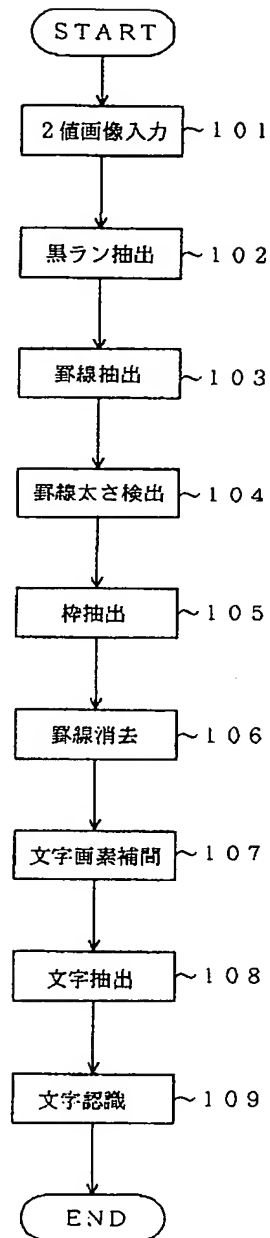 START
2値画像入力 ~101
黒ラン抽出 ~102
罫線抽出 ~103
罫線太さ検出 ~104
枠抽出 ~105
罫線消去 ~106
文字画素補間 ~107
文字抽出 ~108
文字認識 ~109
END